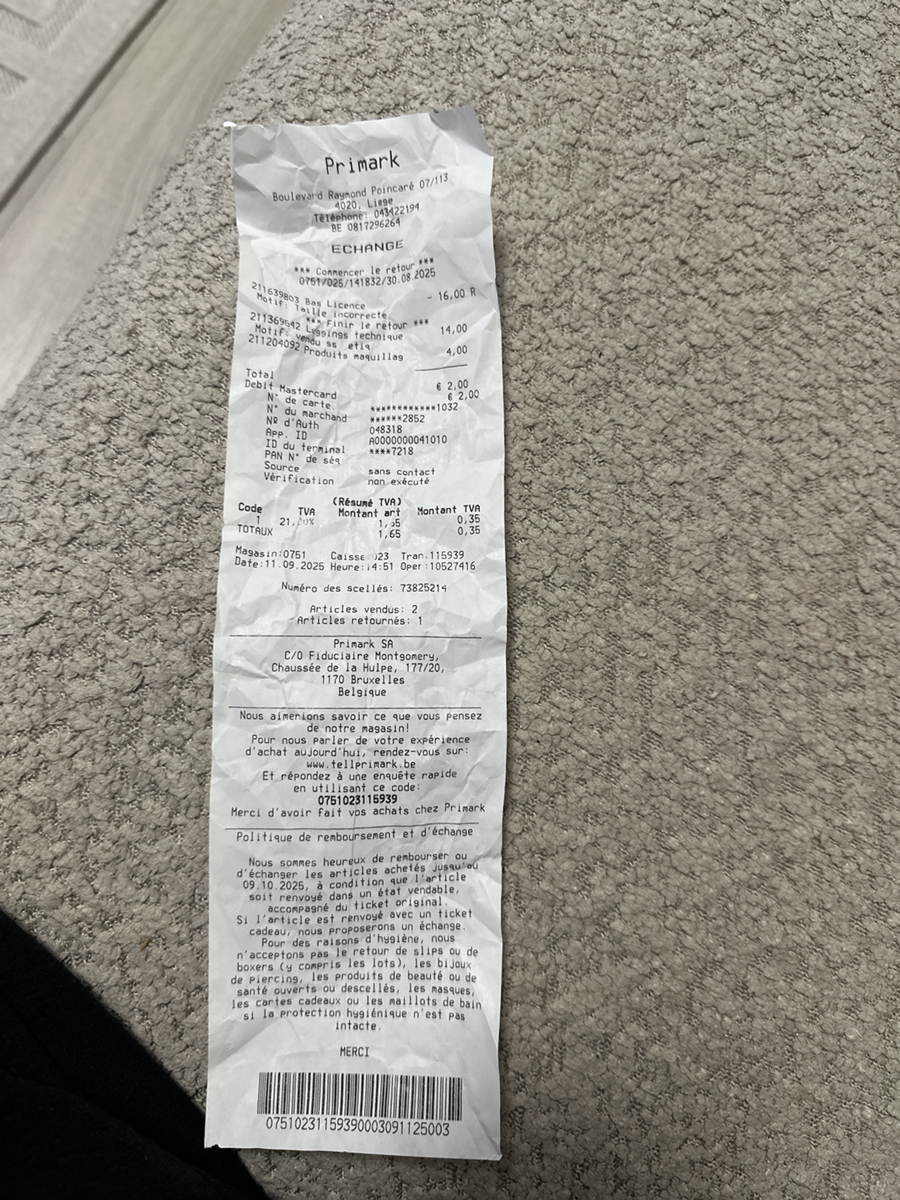 Primark
Boulevard Raymond Poincaré 07/113
4020, Liege
Téléphone: 043422194
BE 0817296264
ECHANGE
*** Commencer le retour ***
0751/025/141832/30.08.2025
211639803 Bas Licence - 16,00 R
Motif: Taille incorrecte
*** Finir le retour ***
211369642 Leggings technique 14,00
Motif: vendu ss etiq
211204092 Produits maquillag 4,00
Total € 2,00
Debit Mastercard € 2,00
N° de carte ************1032
N° du marchand ******2852
Nº d'Auth 048318
App. ID A0000000041010
ID du terminal ****7218
PAN N° de séq
Source sans contact
Vérification non exécuté
(Résumé TVA)
Code TVA Montant art Montant TVA
1 21,00% 1,65 0,35
TOTAUX 1,65 0,35
Magasin:0751 Caisse 023 Tran:115939
Date:11.09.2025 Heure:14:51 Oper:10527416
Numéro des scellés: 73825214
Articles vendus: 2
Articles retournés: 1
Primark SA
C/O Fiduciaire Montgomery,
Chaussée de la Hulpe, 177/20,
1170 Bruxelles
Belgique
Nous aimerions savoir ce que vous pensez
de notre magasin!
Pour nous parler de votre expérience
d'achat aujourd'hui, rendez-vous sur:
www.tellprimark.be
Et répondez à une enquête rapide
en utilisant ce code:
0751023115939
Merci d'avoir fait vos achats chez Primark
Politique de remboursement et d'échange
Nous sommes heureux de rembourser ou
d'échanger les articles achetés jusqu'au
09.10.2025, à condition que l'article
soit renvoyé dans un état vendable,
accompagné du ticket original.
Si l'article est renvoyé avec un ticket
cadeau, nous proposerons un échange.
Pour des raisons d'hygiène, nous
n'acceptons pas le retour de slips ou de
boxers (y compris les lots), les bijoux
de piercing, les produits de beauté ou de
santé ouverts ou descellés, les masques,
les cartes cadeaux ou les maillots de bain
si la protection hygiénique n'est pas
intacte.
MERCI
07510231159390003091125003